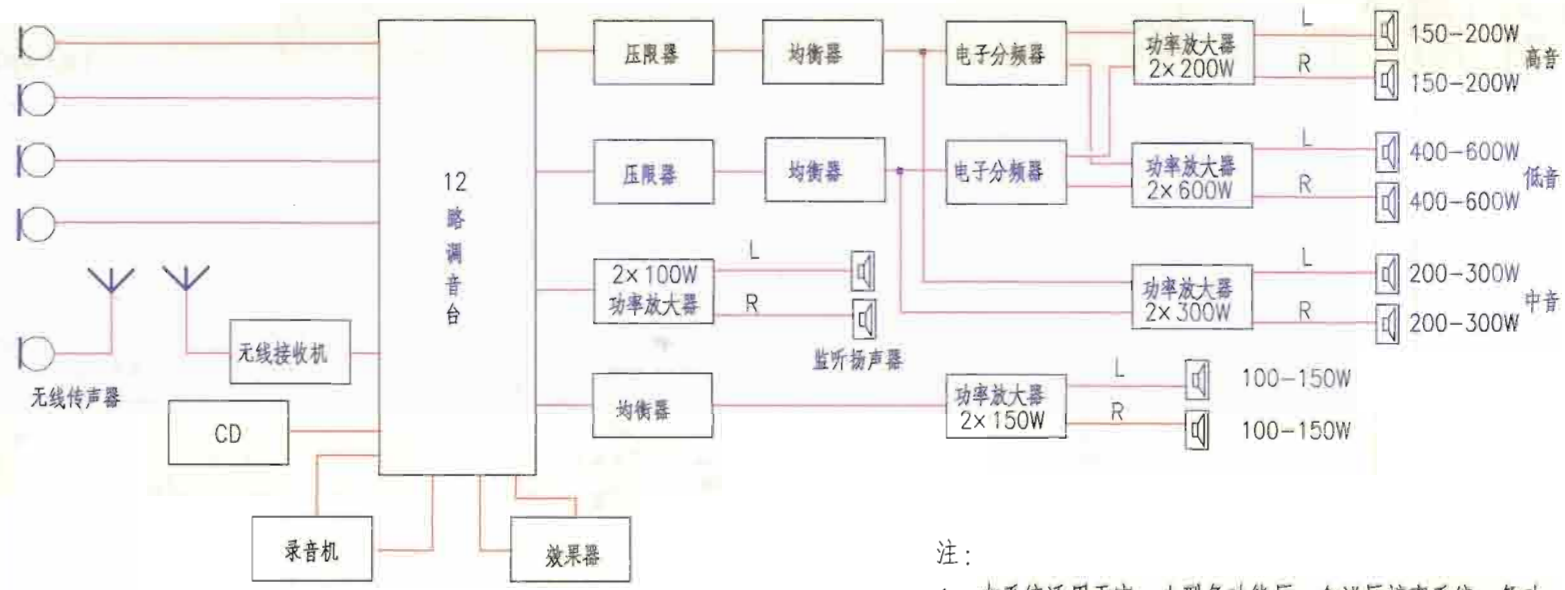 L
150-200W
压限器
均衡器
电子分频器
功率放大器
2×200W
高音
R
150-200W
L
400-600W
12
路
调
音
台
压限器
均衡器
电子分频器
功率放大器
2×600W
低音
R
400-600W
L
200-300W
2×100W
功率放大器
L
R
功率放大器
2×300W
中音
R
200-300W
无线接收机
监听扬声器
无线传声器
L
100-150W
均衡器
功率放大器
2×150W
R
100-150W
CD
录音机
效果器
注: